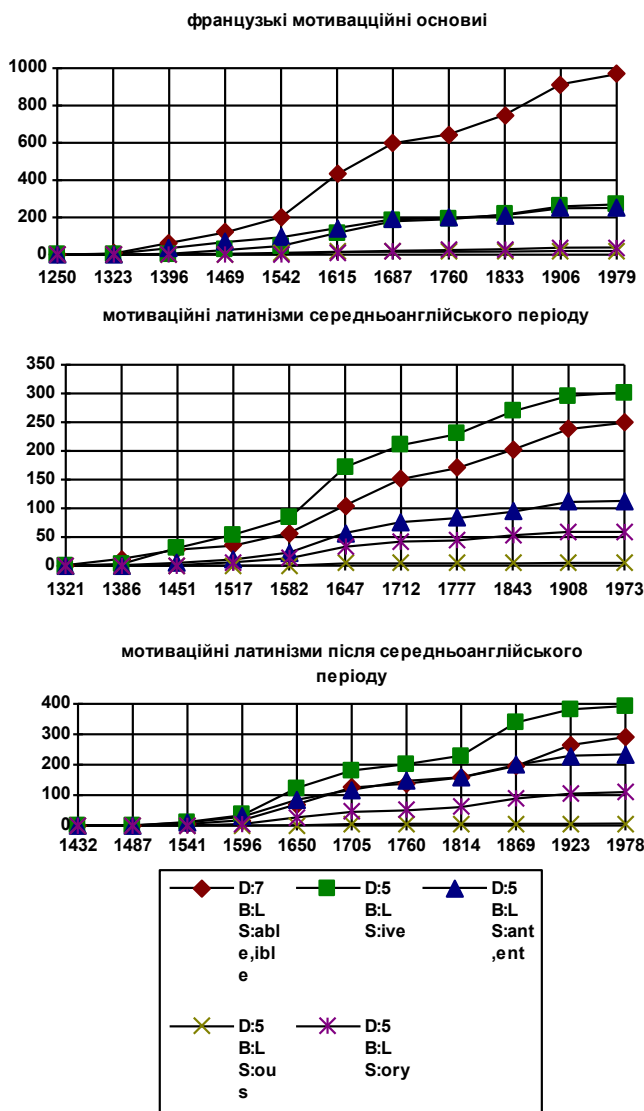 французькі мотивацційні основиі
1000
800
600
400
200
0
1250 1323 1396 1469 1542 1615 1687 1760 1833 1906 1979
мотиваційні латинізми середньоанглійського періоду
350
300
250
200
150
100
50
0
1321 1386 1451 1517 1582 1647 1712 1777 1843 1908 1973
мотиваційні латинізми після середньоанглійського
періоду
400
300
200
100
0
1432 1487 1541 1596 1650 1705 1760 1814 1869 1923 1978
D:7 D:5 D:5
B:L B:L B:L
S:abl S:ive S:ant
e,ibl ,ent
e
D:5 D:5
B:L B:L
S:ou S:ory
s